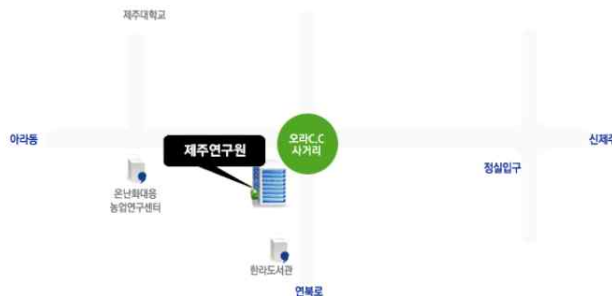 제주대학교
아라동
제주연구원
오라C.C
사거리
신제주
정실입구
온난화대응
농업연구센터
한라도서관
연북로